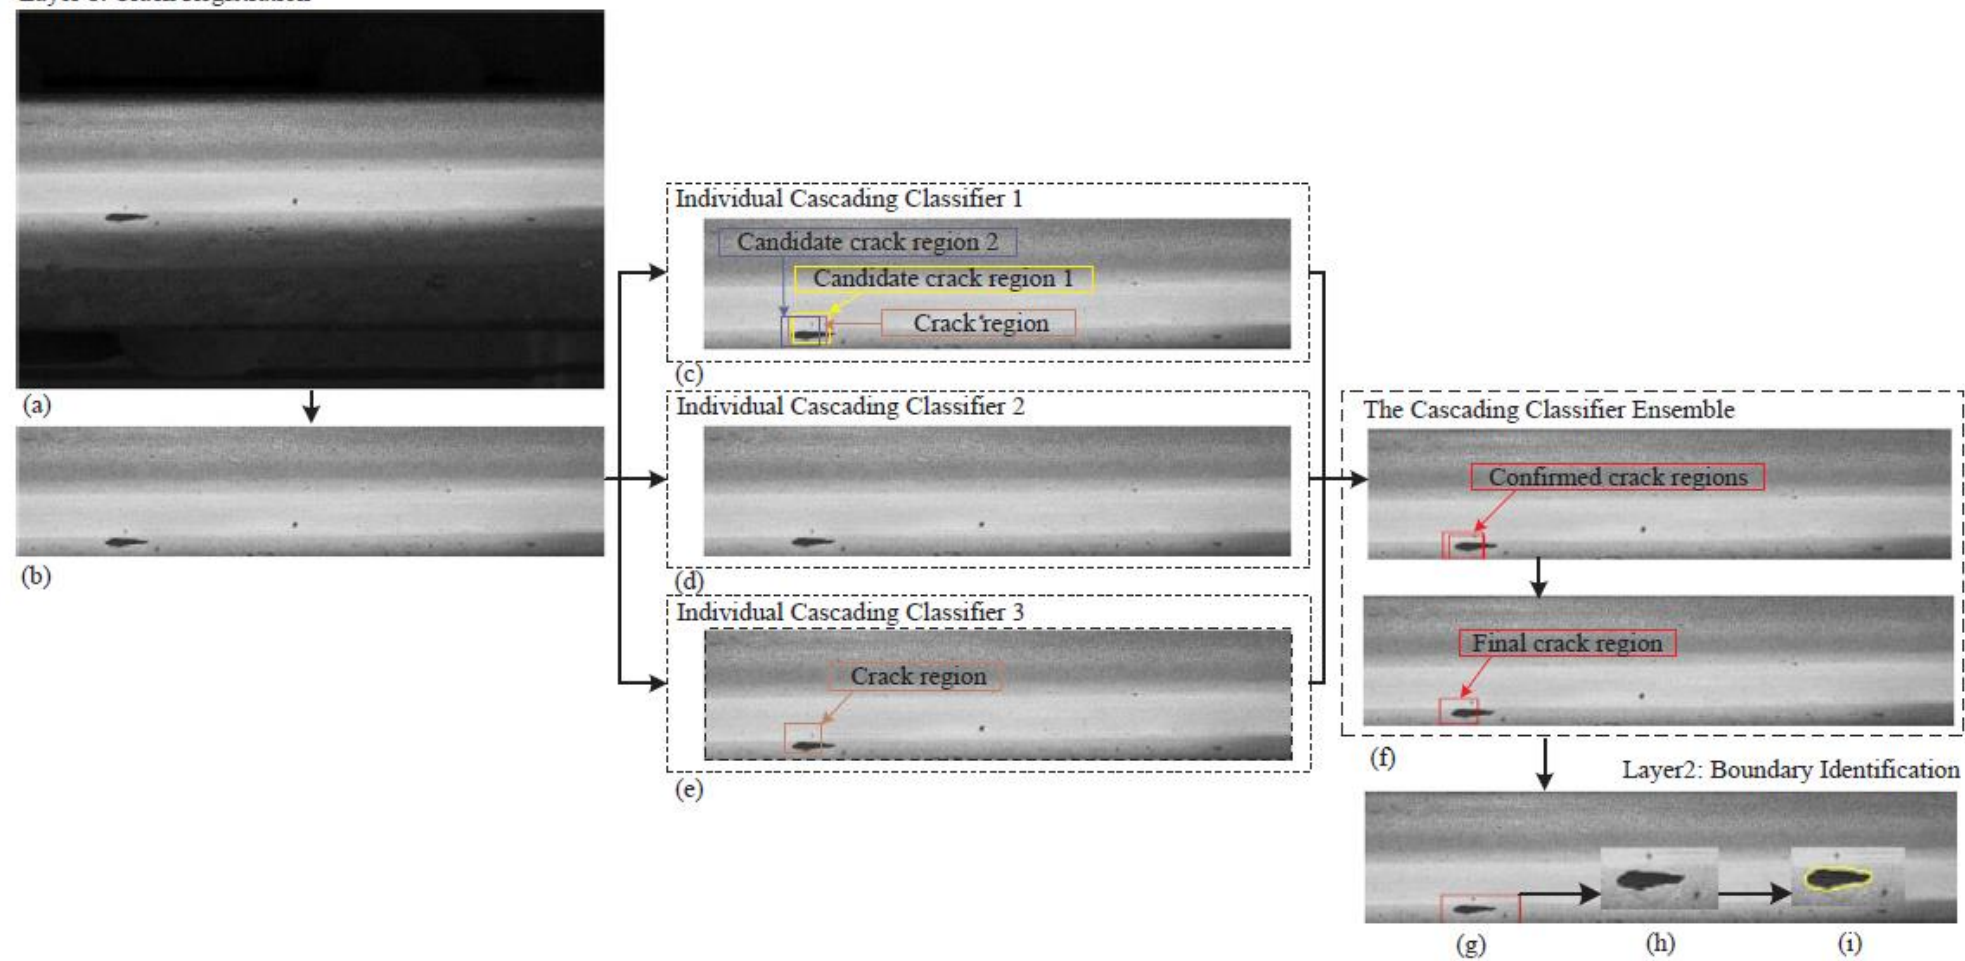 Individual Cascading Classifier 1
Candidate crack region 2
Candidate crack region 1
Crack region
(c)
(a)
Individual Cascading Classifier 2
The Cascading Classifier Ensemble
Confirmed crack regions
(b)
(d)
Individual Cascading Classifier 3
Final crack region
Crack region
(f)
Layer2: Boundary Identification
(e)
(g)
(h)
(i)